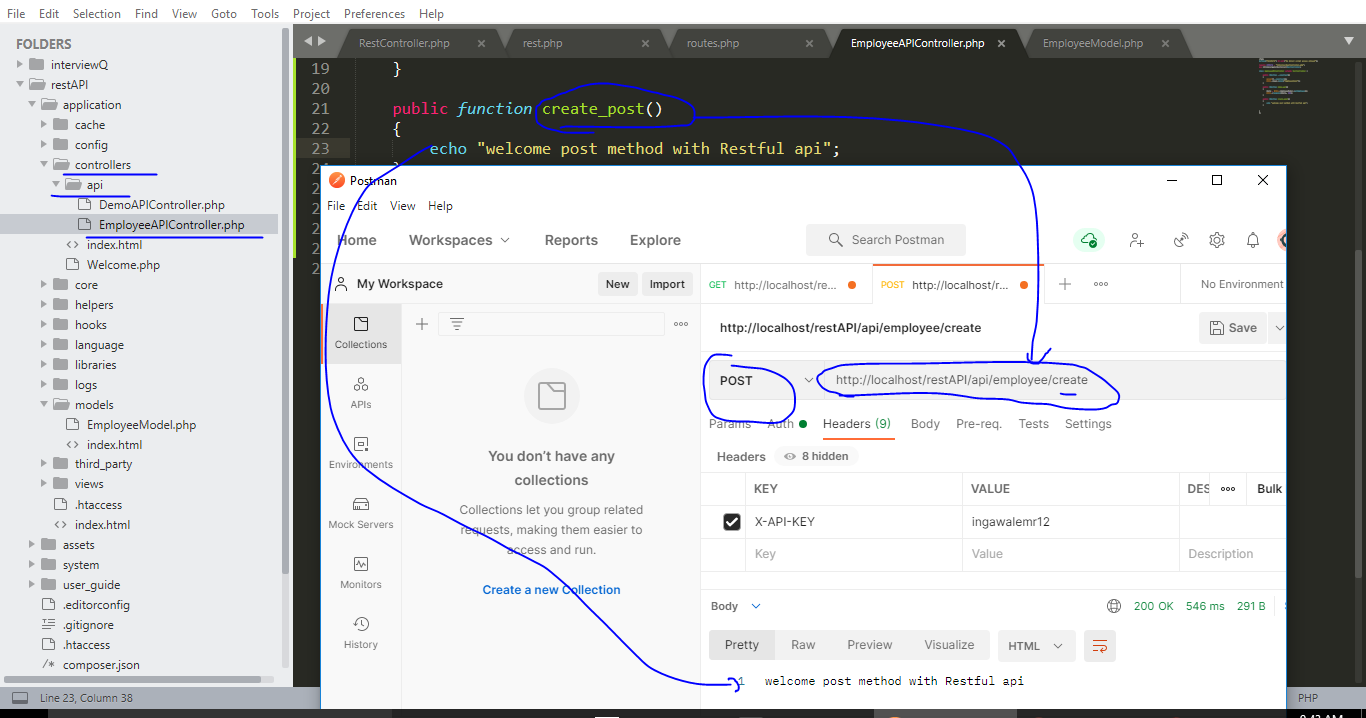 File Edit Selection Find View Goto Tools Project Preferences Help
FOLDERS
interviewQ
restAPI
application
cache
config
controllers
api
DemoAPIController.php
EmployeeAPIController.php
index.html
Welcome.php
core
helpers
hooks
language
libraries
logs
models
EmployeeModel.php
index.html
third_party
views
.htaccess
index.html
assets
system
user_guide
.editorconfig
.gitignore
.htaccess
composer.json
Line 23, Column 38
RestController.php rest.php routes.php EmployeeAPIController.php EmployeeModel.php
19 }
20
21 public function create_post()
22 {
23 echo "welcome post method with Restful api";
Postman
File Edit View Help
Home Workspaces Reports Explore Search Postman
My Workspace New Import
GET http://localhost/re... POST http://localhost/r... No Environment
Collections
APIs
Environments
Mock Servers
Monitors
History
You don't have any
collections
Collections let you group related
requests, making them easier to
access and run.
Create a new Collection
http://localhost/restAPI/api/employee/create Save
POST http://localhost/restAPI/api/employee/create
Params Auth Headers (9) Body Pre-req. Tests Settings
Headers 8 hidden
KEY VALUE DES Bulk
X-API-KEY ingawalemr12
Key Value Description
Body 200 OK 546 ms 291 B
Pretty Raw Preview Visualize HTML
1 welcome post method with Restful api
PHP